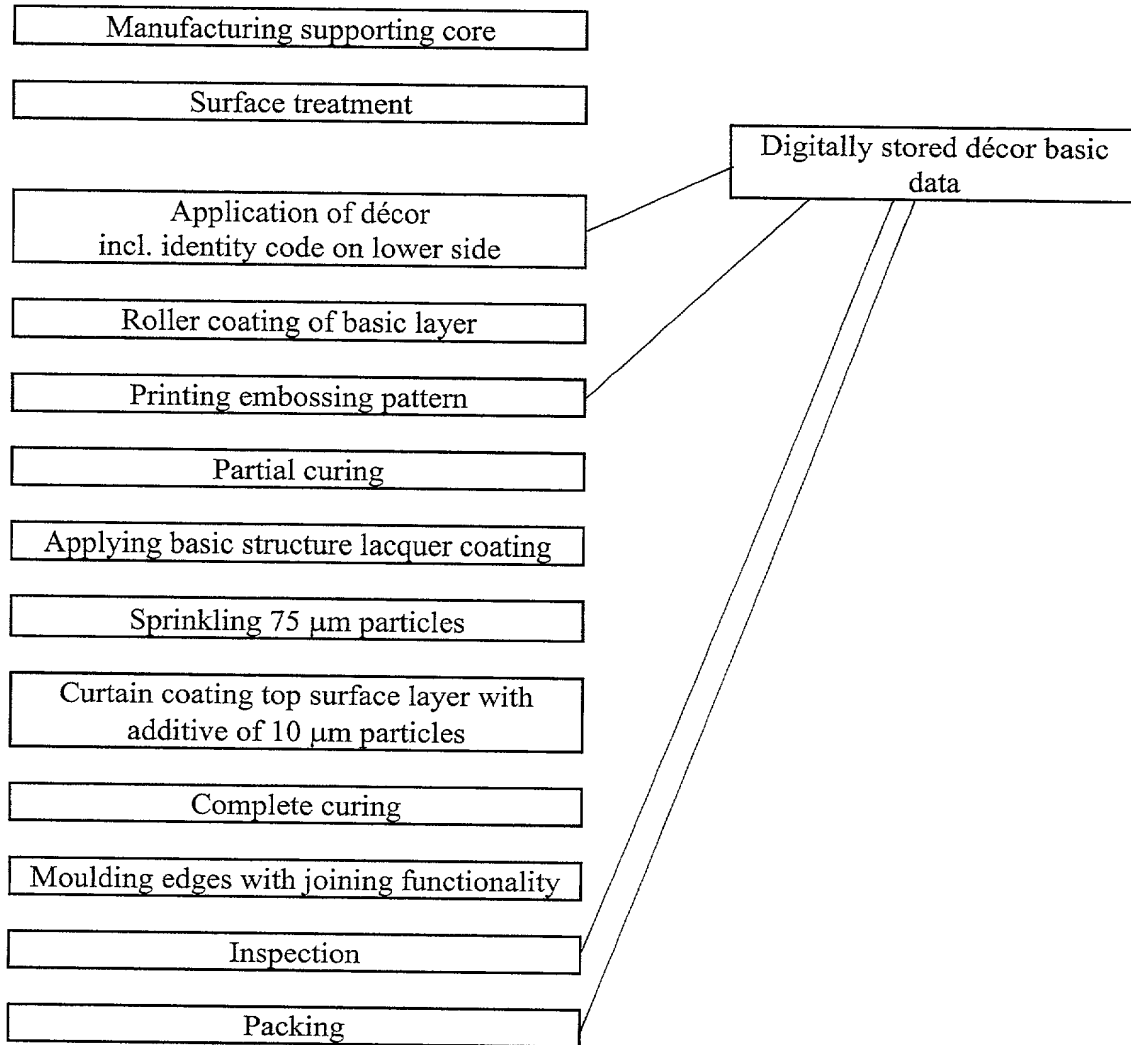 Manufacturing supporting core
Surface treatment
Digitally stored décor basic
data
Application of décor
incl. identity code on lower side
Roller coating of basic layer
Printing embossing pattern
Partial curing
Applying basic structure lacquer coating
Sprinkling 75 µm particles
Curtain coating top surface layer with
additive of 10 µm particles
Complete curing
Moulding edges with joining functionality
Inspection
Packing